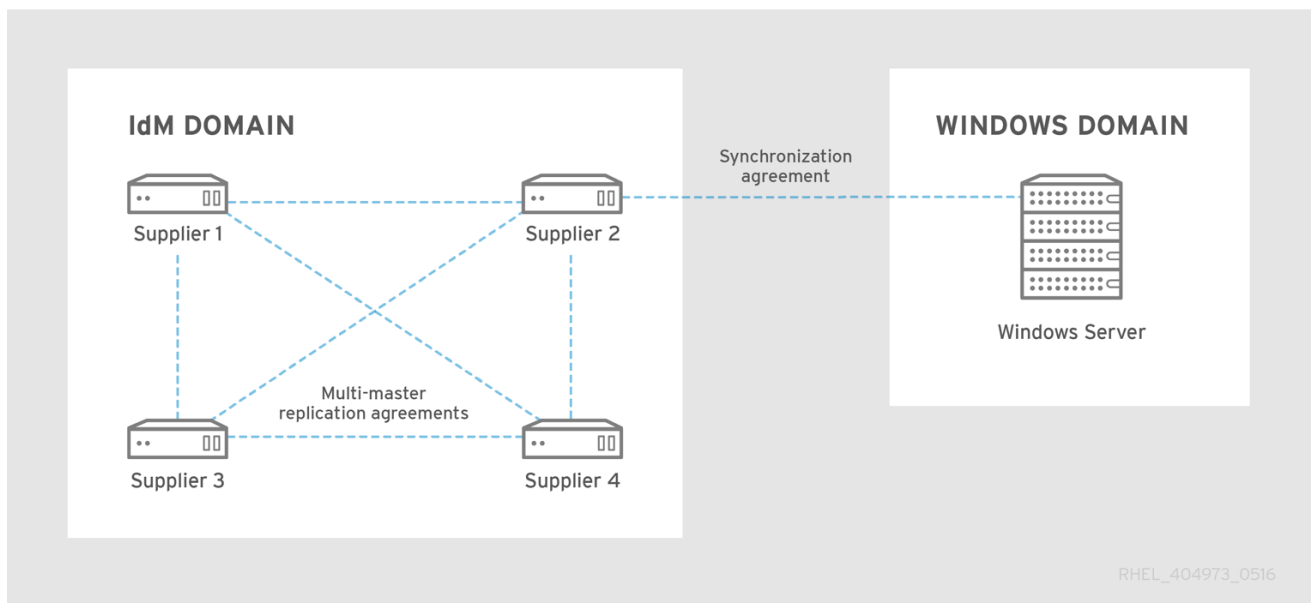 IdM DOMAIN
WINDOWS DOMAIN
Synchronization
agreement
Supplier 1
Supplier 2
Windows Server
Multi-master
replication agreements
Supplier 3
Supplier 4
RHEL_404973_0516